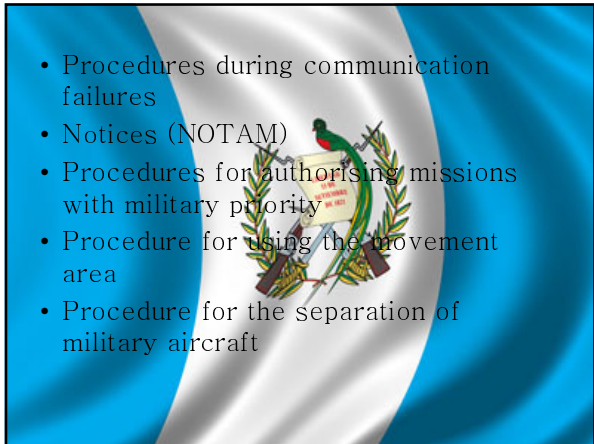 • Procedures during communication
failures
• Notices (NOTAM)
• Procedures for authorising missions
with military priority
• Procedure for using the movement
area
• Procedure for the separation of
military aircraft